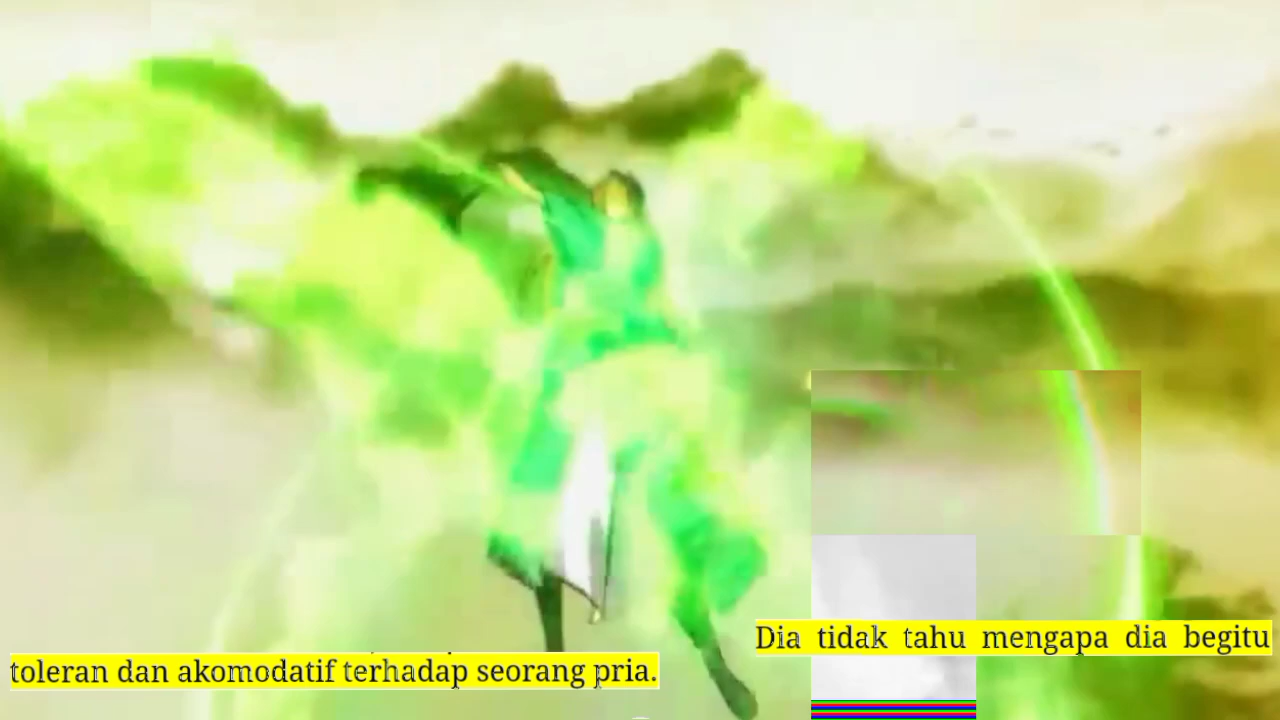 Dia tidak tahu mengapa dia begitu
toleran dan akomodatif terhadap seorang pria.